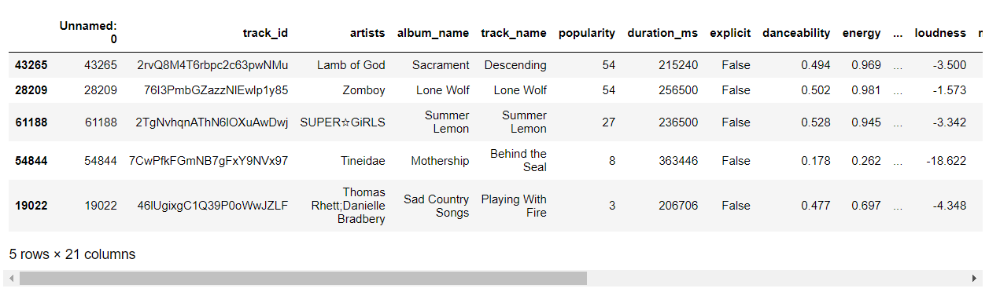 Unnamed: 0 track_id artists album_name track_name popularity duration_ms explicit danceability energy ... loudness
43265 43265 2rvQ8M4T6rbpc2c63pwNMu Lamb of God Sacrament Descending 54 215240 False 0.494 0.969 ... -3.500
28209 28209 76I3PmbGZazzNlEwlp1y85 Zomboy Lone Wolf Lone Wolf 54 256500 False 0.502 0.981 ... -1.573
61188 61188 2TgNvhqnAThN6IOXuAwDwj SUPER☆GiRLS Summer Lemon Summer Lemon 27 236500 False 0.528 0.945 ... -3.342
54844 54844 7CwPfkFGmNB7gFxY9NVx97 Tineidae Mothership Behind the Seal 8 363446 False 0.178 0.262 ... -18.622
19022 19022 46lUgixgC1Q39P0oWwJZLF Thomas Rhett;Danielle Bradbery Sad Country Songs Playing With Fire 3 206706 False 0.477 0.697 ... -4.348
5 rows × 21 columns